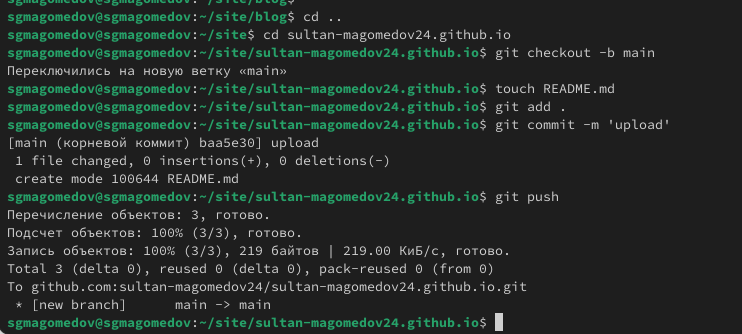 sgmagomedov@sgmagomedov:~/site/blog$ cd ..
sgmagomedov@sgmagomedov:~/site$ cd sultan-magomedov24.github.io
sgmagomedov@sgmagomedov:~/site/sultan-magomedov24.github.io$ git checkout -b main
Переключились на новую ветку «main»
sgmagomedov@sgmagomedov:~/site/sultan-magomedov24.github.io$ touch README.md
sgmagomedov@sgmagomedov:~/site/sultan-magomedov24.github.io$ git add .
sgmagomedov@sgmagomedov:~/site/sultan-magomedov24.github.io$ git commit -m 'upload'
[main (корневой коммит) baa5e30] upload
 1 file changed, 0 insertions(+), 0 deletions(-)
 create mode 100644 README.md
sgmagomedov@sgmagomedov:~/site/sultan-magomedov24.github.io$ git push
Перечисление объектов: 3, готово.
Подсчет объектов: 100% (3/3), готово.
Запись объектов: 100% (3/3), 219 байтов | 219.00 КиБ/с, готово.
Total 3 (delta 0), reused 0 (delta 0), pack-reused 0 (from 0)
To github.com:sultan-magomedov24/sultan-magomedov24.github.io.git
 * [new branch]      main -> main
sgmagomedov@sgmagomedov:~/site/sultan-magomedov24.github.io$